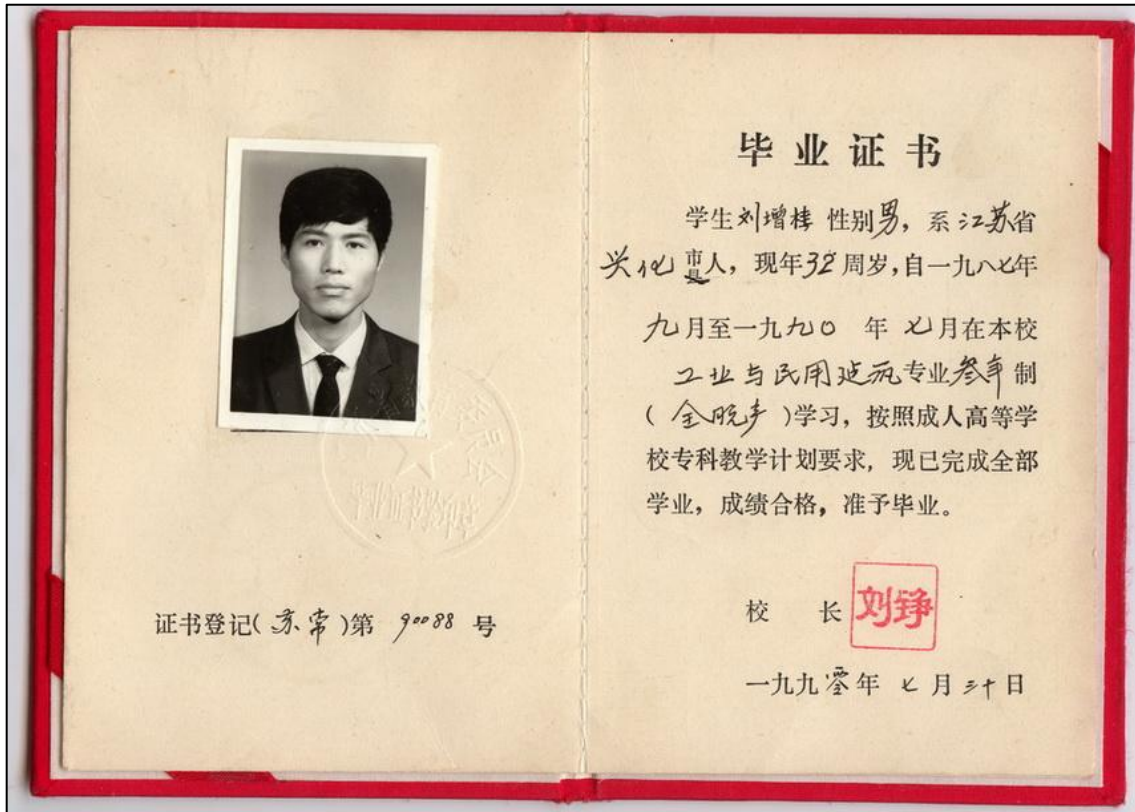 证书登记(苏常)第 90088 号
毕业证书
学生刘增桂 性别男，系江苏省
兴化市县人，现年32周岁，自一九八七年
九月至一九九〇 年 七月在本校
工业与民用建筑专业叁年制
(全脱产)学习，按照成人高等学
校专科教学计划要求，现已完成全部
学业，成绩合格，准予毕业。
校 长 刘铮
一九九零年 七月三十日